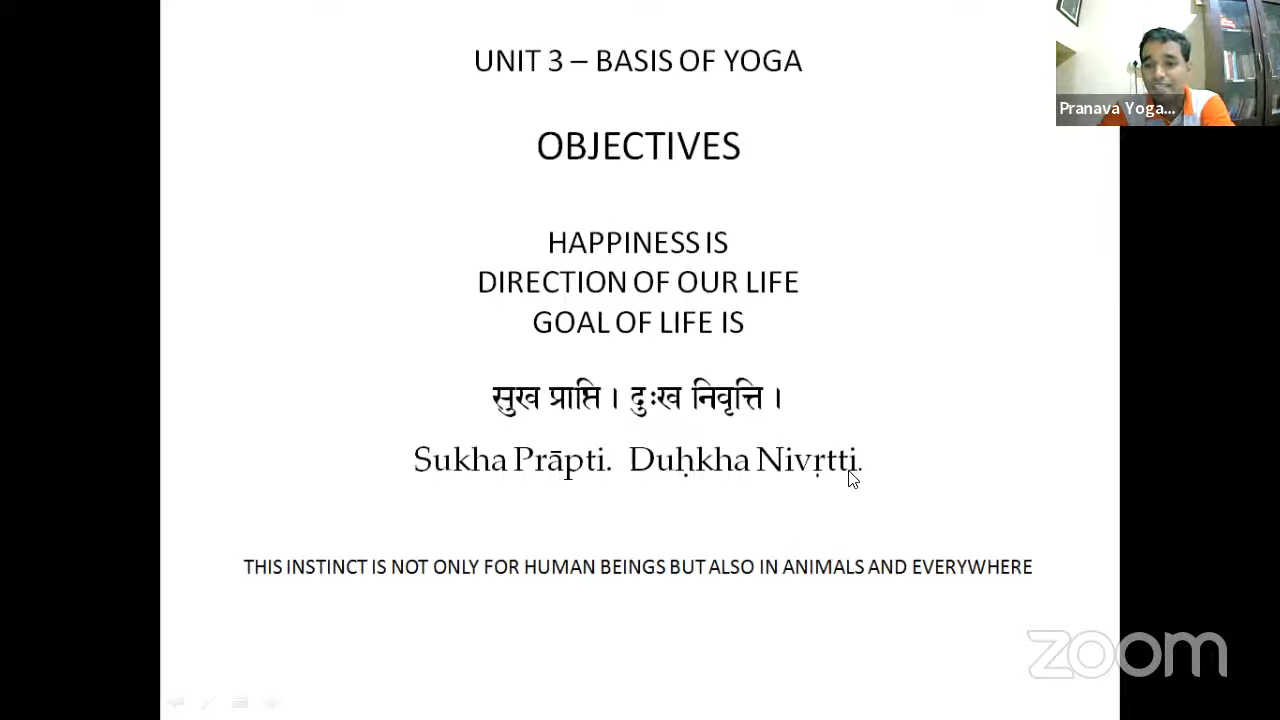 UNIT 3 – BASIS OF YOGA
Pranava Yoga...
OBJECTIVES
HAPPINESS IS
DIRECTION OF OUR LIFE
GOAL OF LIFE IS
सुख प्राप्ति । दुःख निवृत्ति ।
Sukha Prāpti. Duḥkha Nivṛtti.
THIS INSTINCT IS NOT ONLY FOR HUMAN BEINGS BUT ALSO IN ANIMALS AND EVERYWHERE
zoom